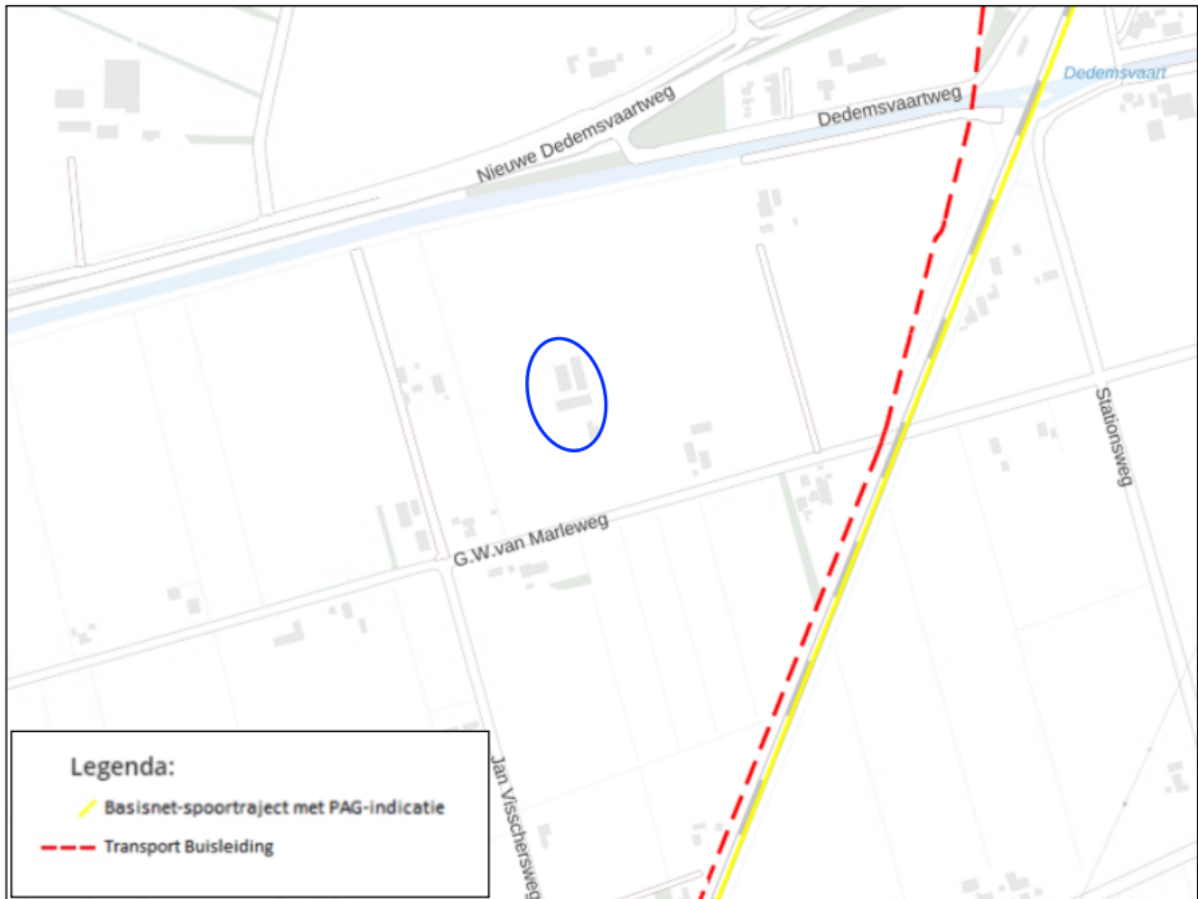 Dedemsvaart
Dedemsvaartweg
Nieuwe Dedemsvaartweg
Stationsweg
G.W.van Marleweg
Jan Visschersweg
Legenda:
Basisnet-spoortraject met PAG-indicatie
Transport Buisleiding